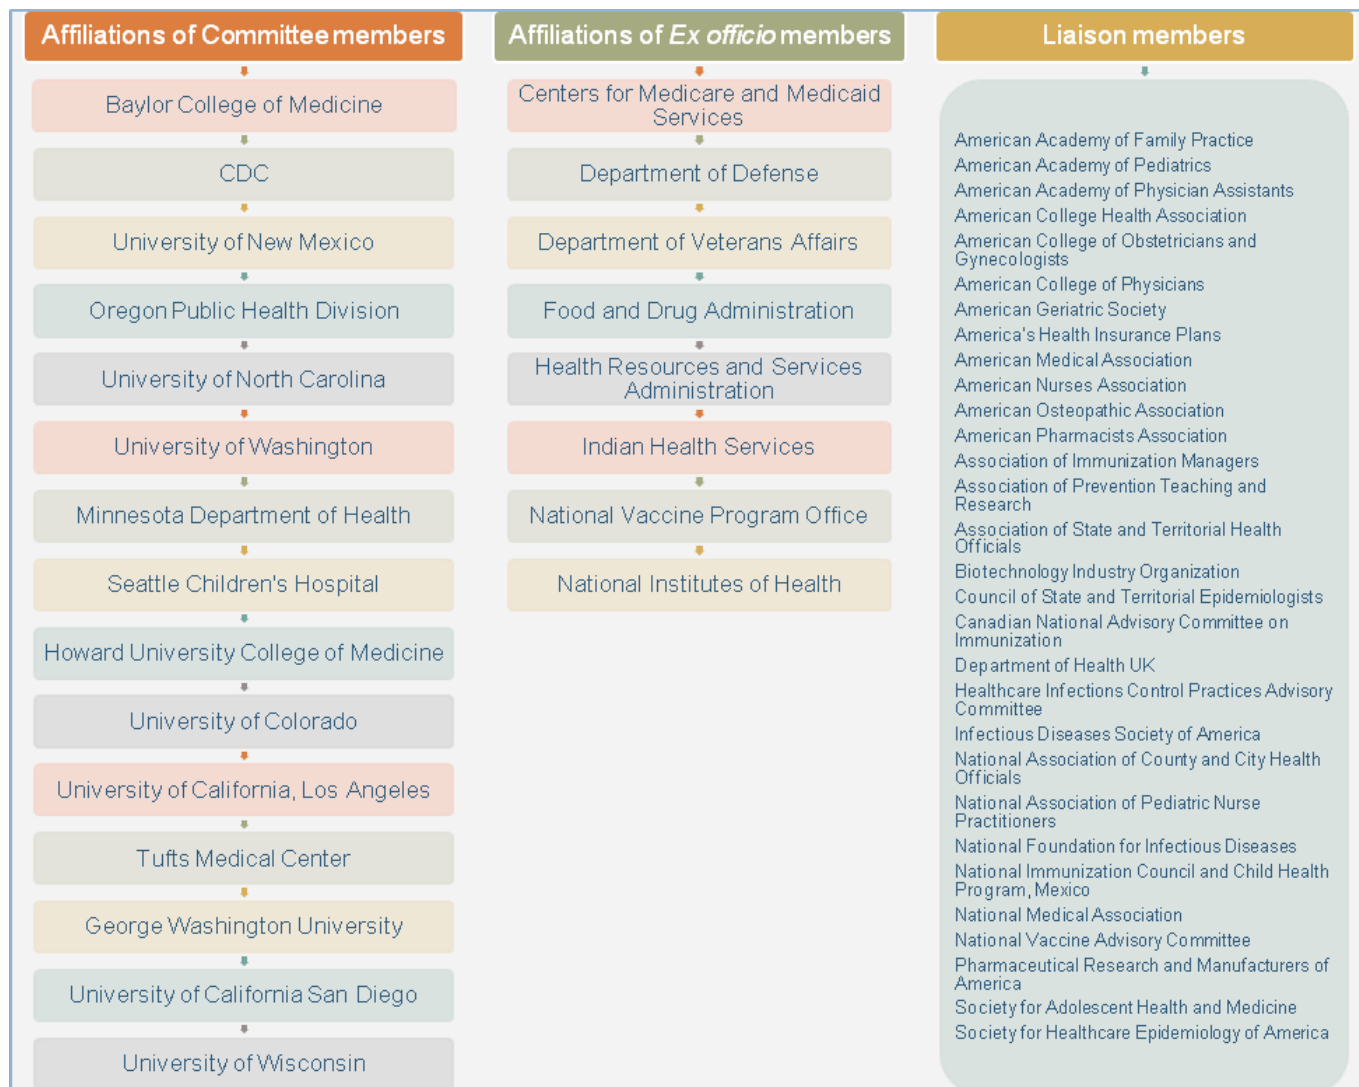 Affiliations of Committee members
Baylor College of Medicine
CDC
University of New Mexico
Oregon Public Health Division
University of North Carolina
University of Washington
Minnesota Department of Health
Seattle Children's Hospital
Howard University College of Medicine
University of Colorado
University of California, Los Angeles
Tufts Medical Center
George Washington University
University of California San Diego
University of Wisconsin
Affiliations of Ex officio members
Centers for Medicare and Medicaid
Services
Department of Defense
Department of Veterans Affairs
Food and Drug Administration
Health Resources and Services
Administration
Indian Health Services
National Vaccine Program Office
National Institutes of Health
Liaison members
American Academy of Family Practice
American Academy of Pediatrics
American Academy of Physician Assistants
American College Health Association
American College of Obstetricians and
Gynecologists
American College of Physicians
American Geriatric Society
America's Health Insurance Plans
American Medical Association
American Nurses Association
American Osteopathic Association
American Pharmacists Association
Association of Immunization Managers
Association of Prevention Teaching and
Research
Association of State and Territorial Health
Officials
Biotechnology Industry Organization
Council of State and Territorial Epidemiologists
Canadian National Advisory Committee on
Immunization
Department of Health UK
Healthcare Infections Control Practices Advisory
Committee
Infectious Diseases Society of America
National Association of County and City Health
Officials
National Association of Pediatric Nurse
Practitioners
National Foundation for Infectious Diseases
National Immunization Council and Child Health
Program, Mexico
National Medical Association
National Vaccine Advisory Committee
Pharmaceutical Research and Manufacturers of
America
Society for Adolescent Health and Medicine
Society for Healthcare Epidemiology of America